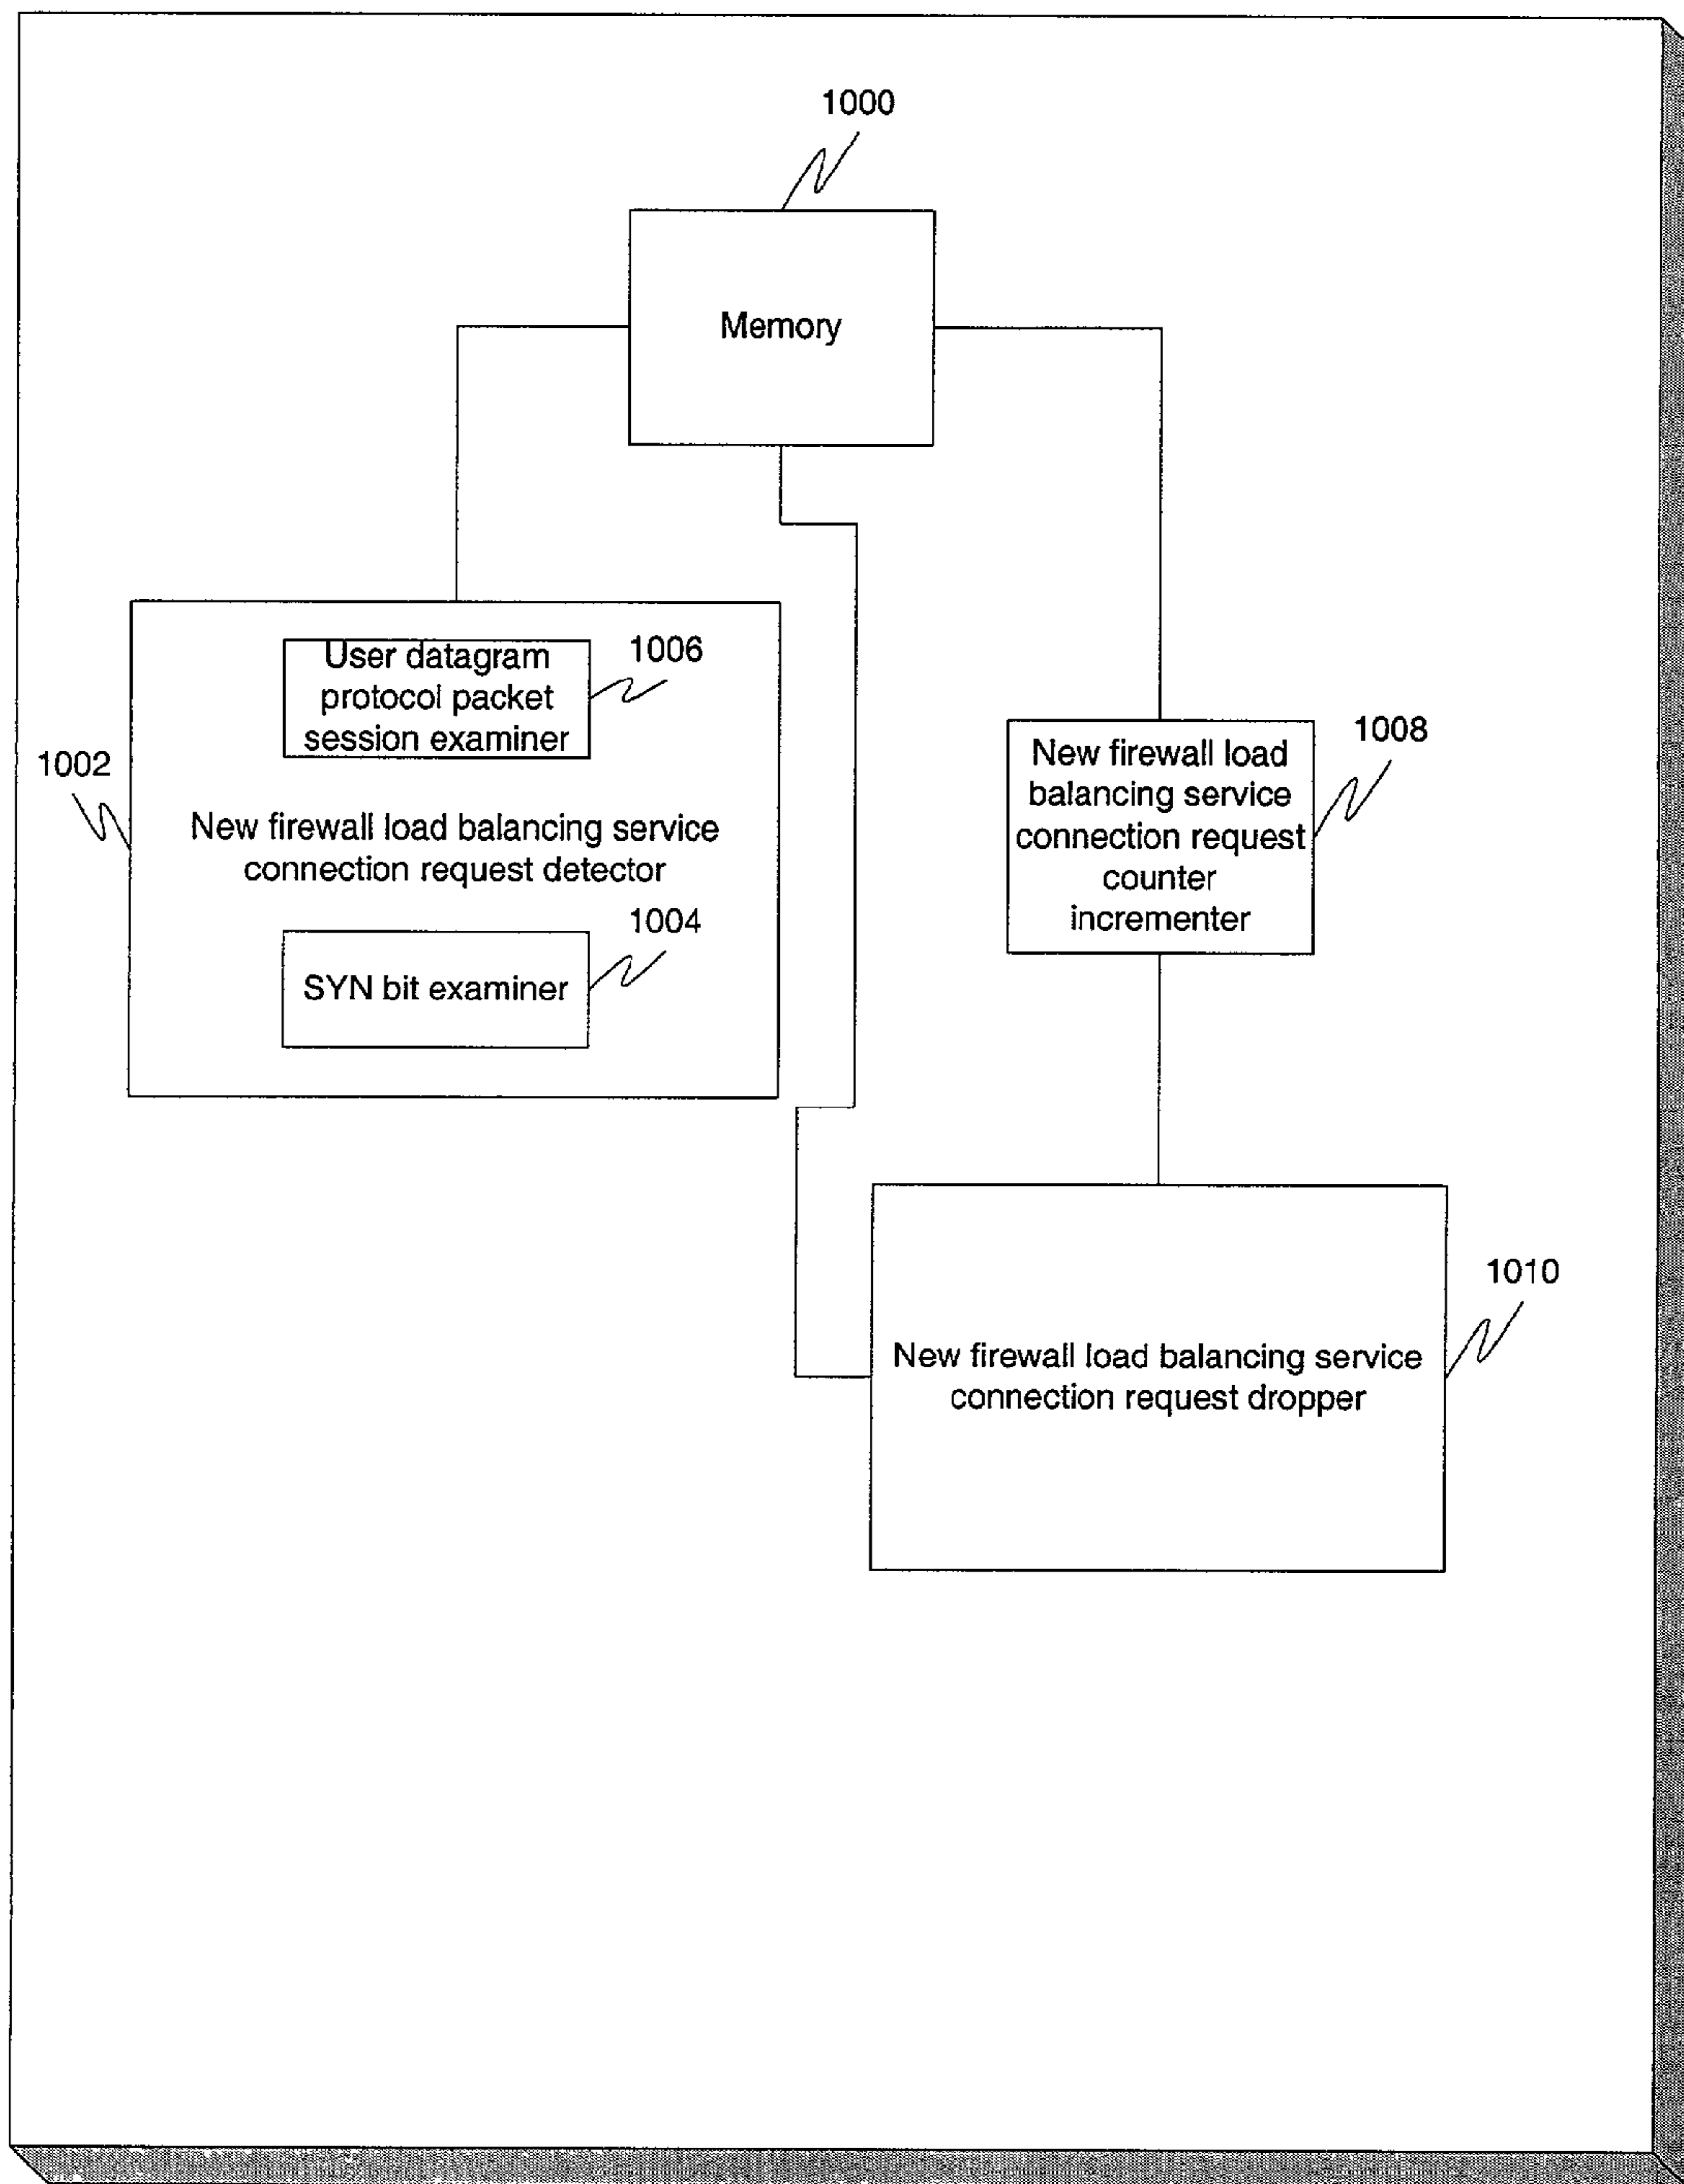 1000
Memory
User datagram
protocol packet
session examiner
1006
1002
New firewall load balancing service
connection request detector
1004
SYN bit examiner
1008
New firewall load
balancing service
connection request
counter
incrementer
1010
New firewall load balancing service
connection request dropper